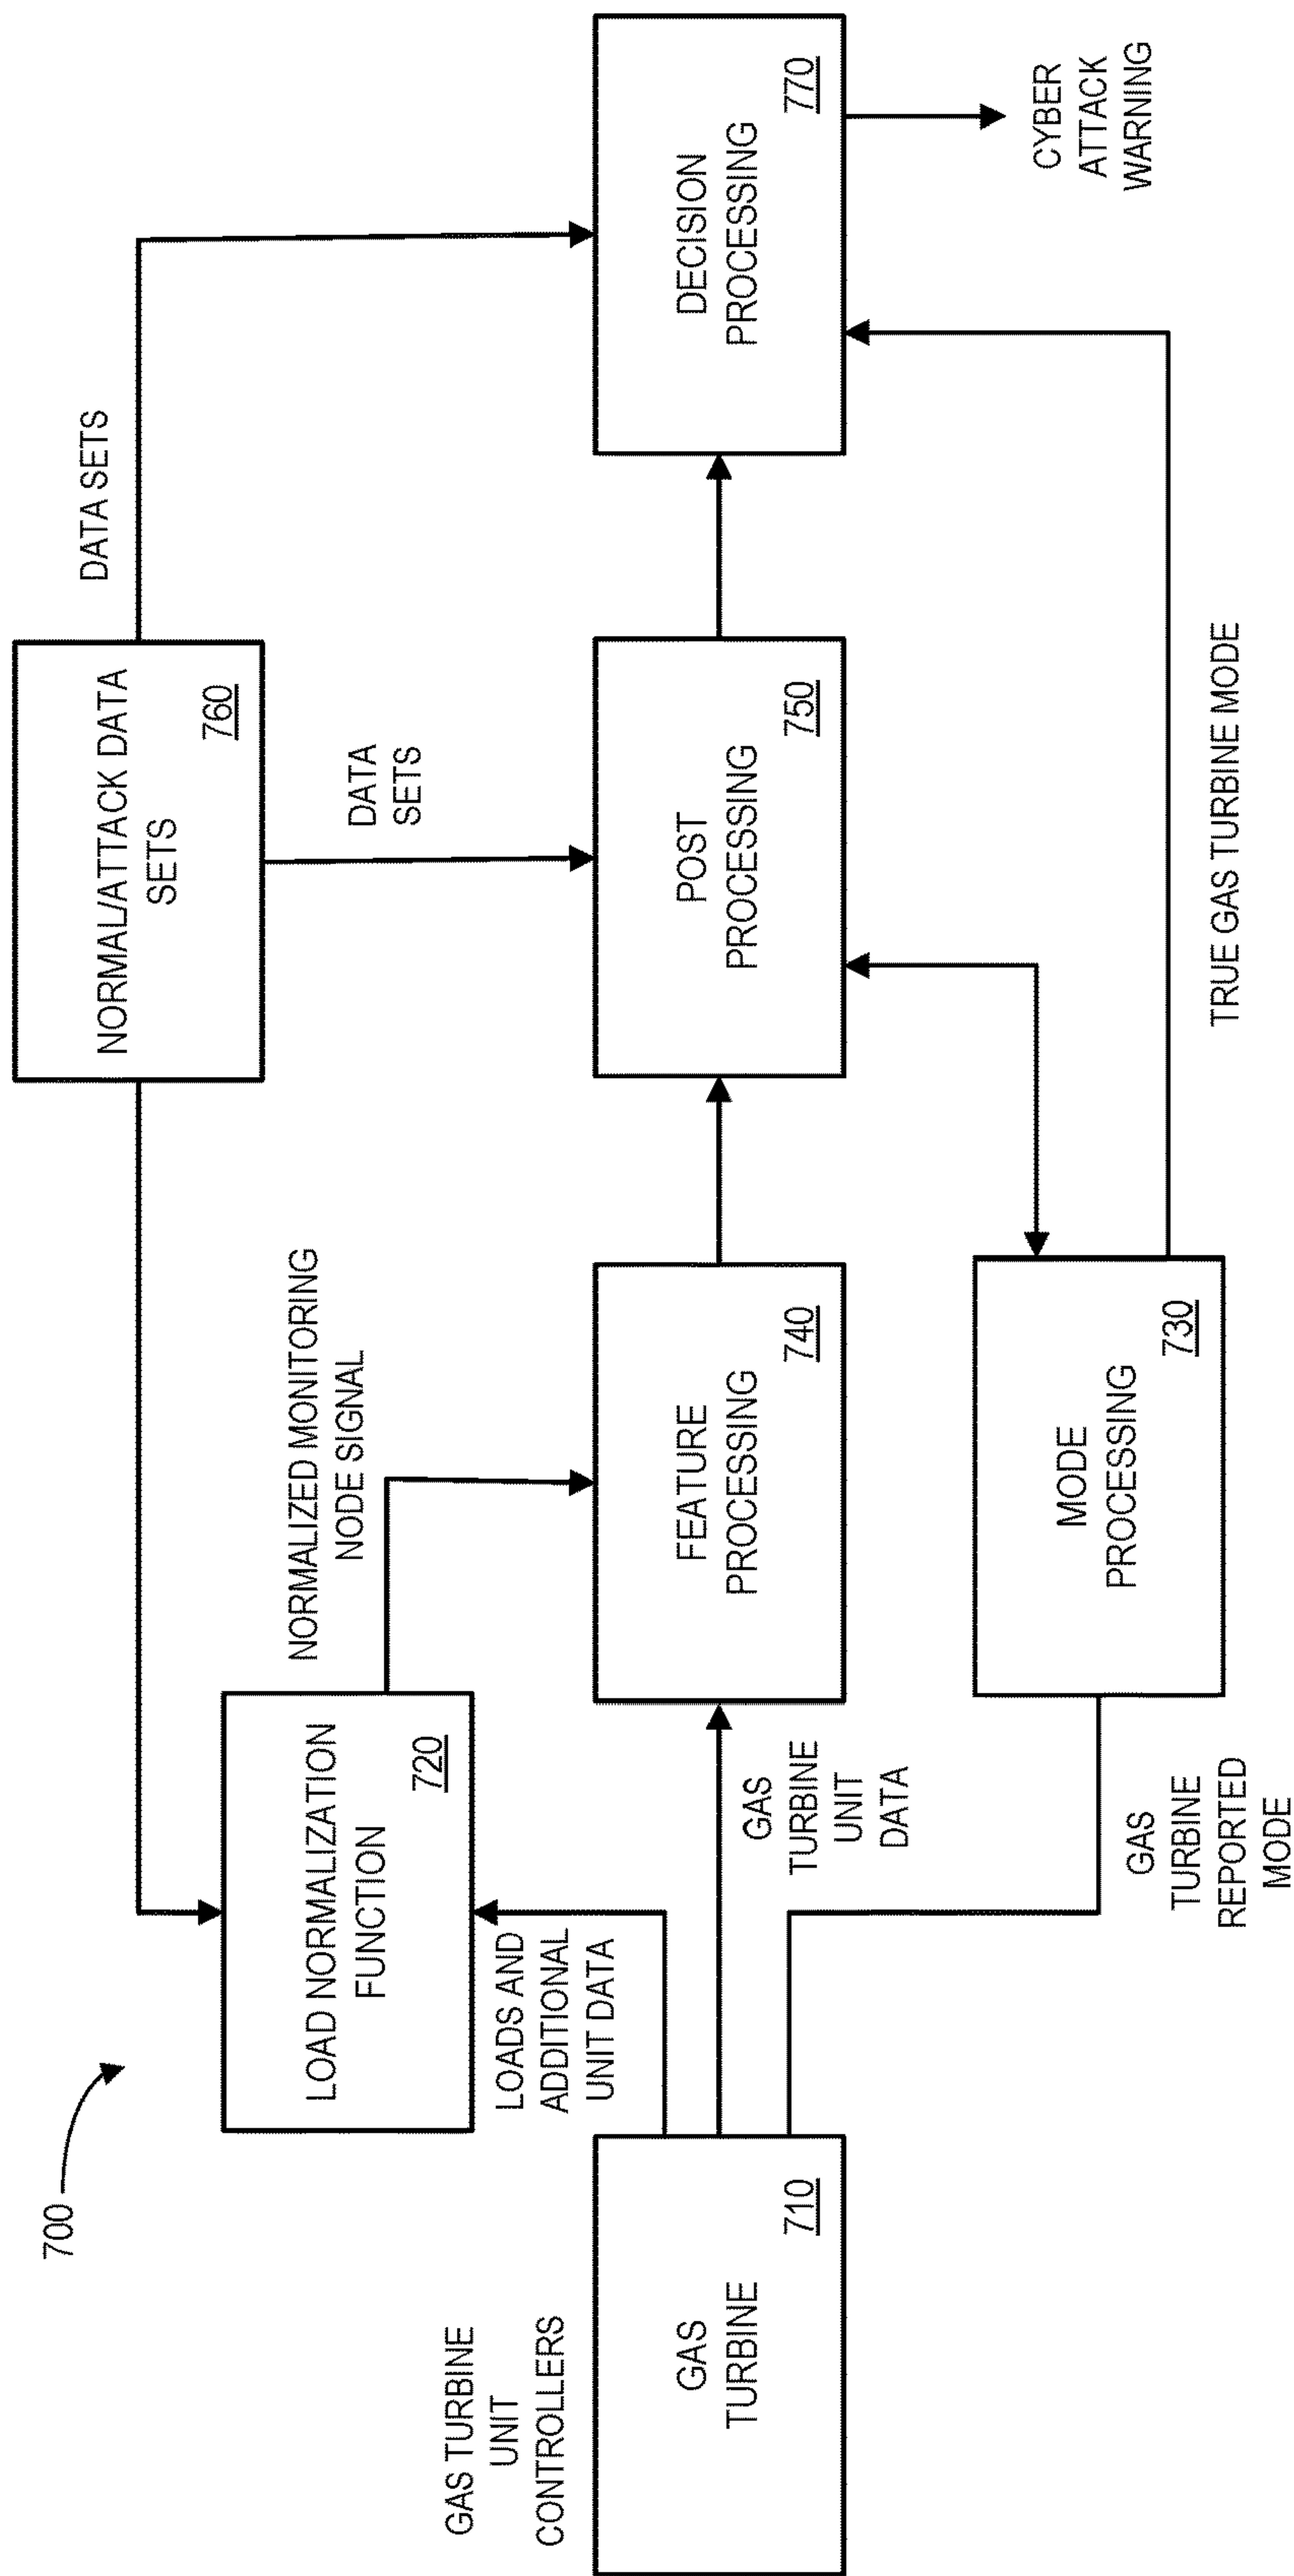 700
NORMAL/ATTACK DATA
SETS
760
DATA SETS
DATA
SETS
LOAD NORMALIZATION
FUNCTION
720
NORMALIZED MONITORING
NODE SIGNAL
LOADS AND
ADDITIONAL
UNIT DATA
GAS TURBINE
UNIT
CONTROLLERS
GAS
TURBINE
710
GAS
TURBINE
UNIT
DATA
FEATURE
PROCESSING
740
POST
PROCESSING
750
DECISION
PROCESSING
770
CYBER
ATTACK
WARNING
GAS
TURBINE
REPORTED
MODE
MODE
PROCESSING
730
TRUE GAS TURBINE MODE